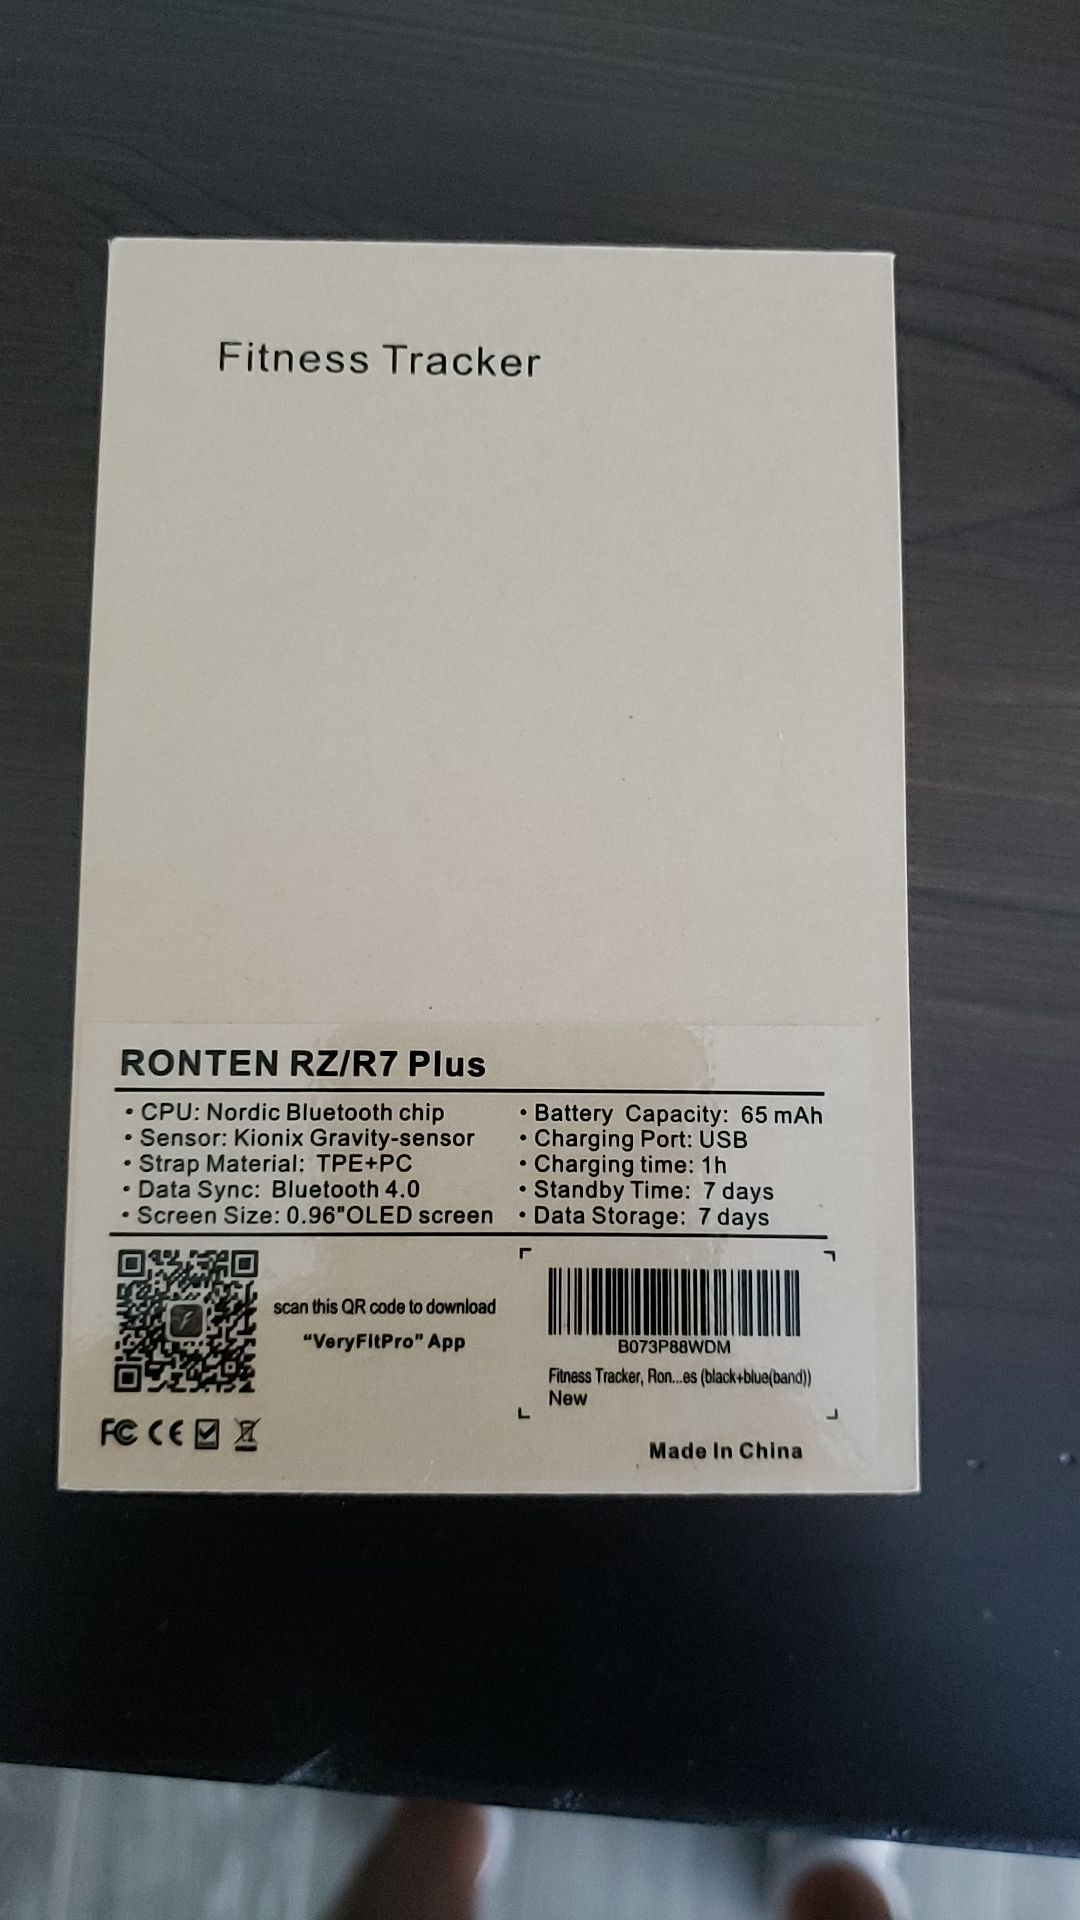 Fitness Tracker
RONTEN RZ/R7 Plus
• CPU: Nordic Bluetooth chip
• Sensor: Kionix Gravity-sensor
• Strap Material: TPE+PC
• Data Sync: Bluetooth 4.0
• Screen Size: 0.96"OLED screen
• Battery Capacity: 65 mAh
• Charging Port: USB
• Charging time: 1h
• Standby Time: 7 days
• Data Storage: 7 days
scan this QR code to download
“VeryFitPro” App
B073P88WDM
Fitness Tracker, Ron...es (black+blue(band))
New
FC CE
Made In China